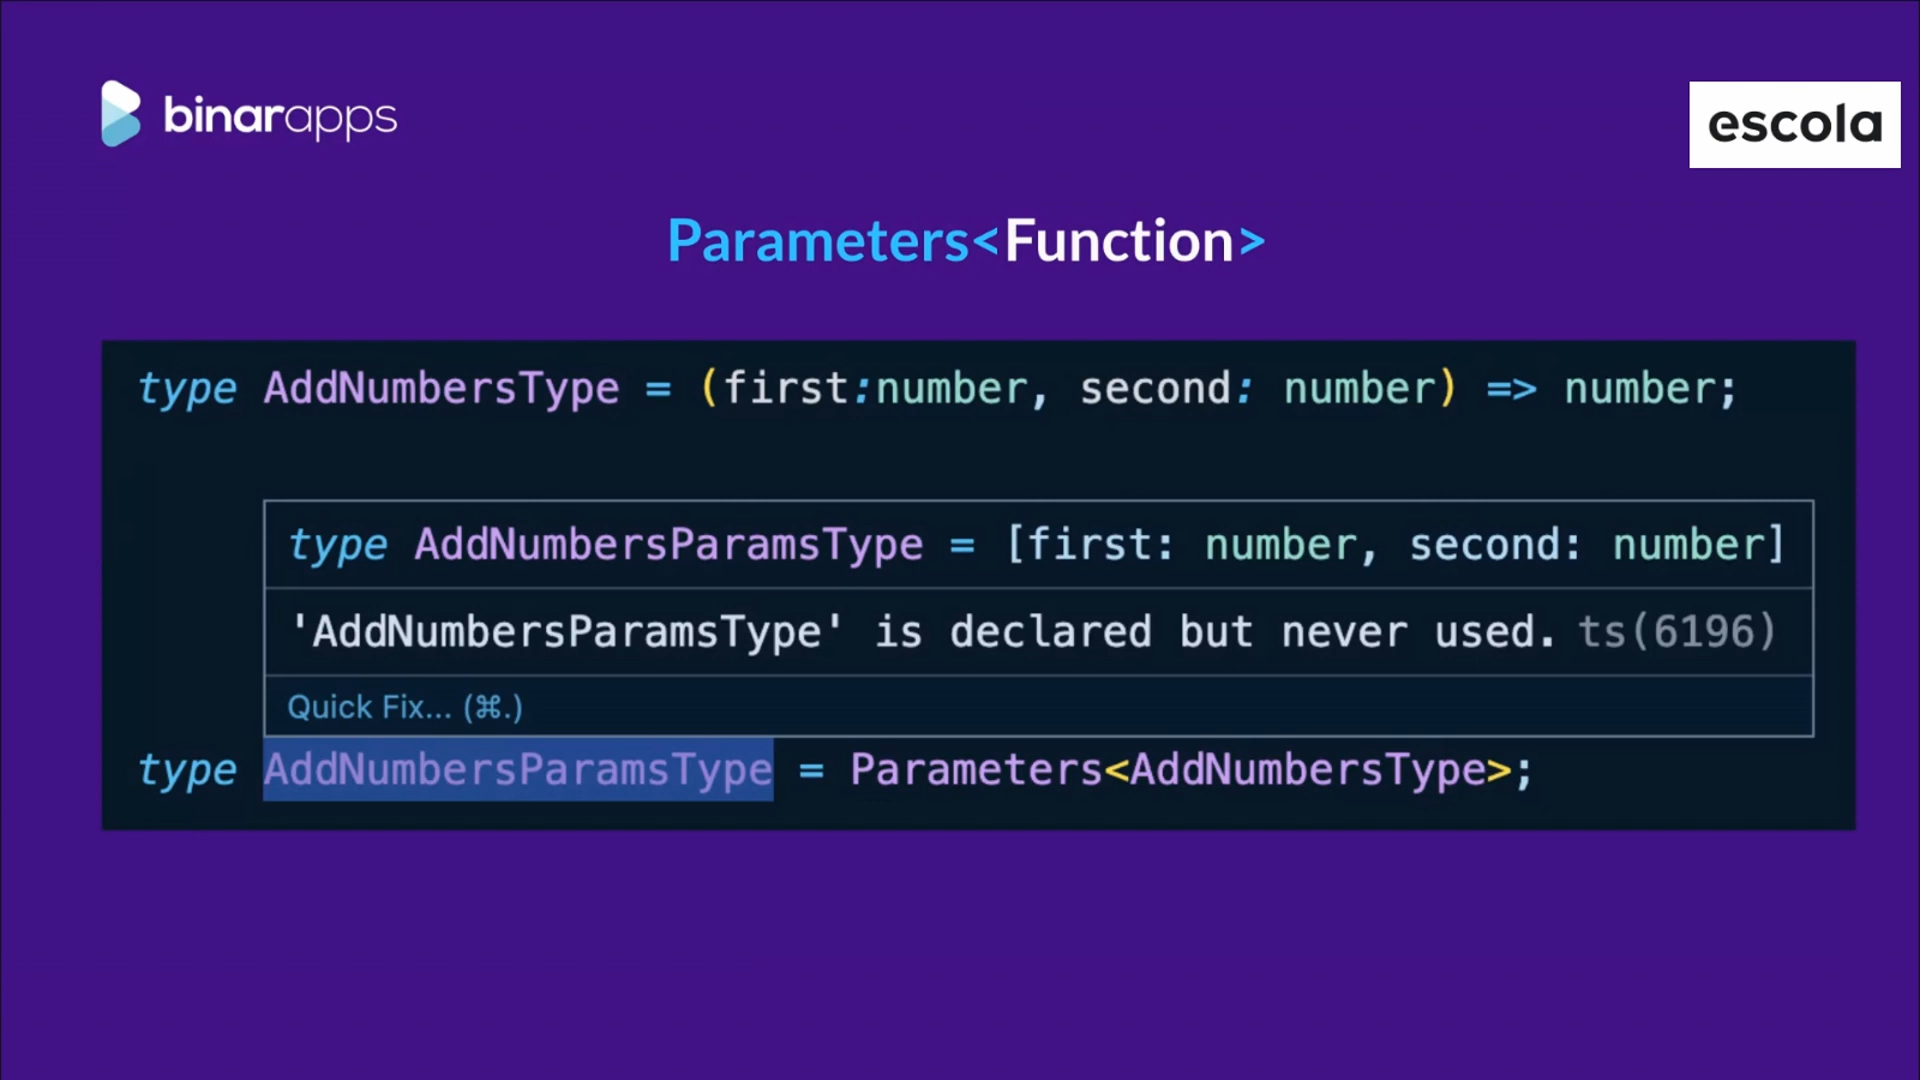 binarapps
escola
Parameters<Function>
type AddNumbersType = (first:number, second: number) => number;
type AddNumbersParamsType = [first: number, second: number]
'AddNumbersParamsType' is declared but never used. ts(6196)
Quick Fix... (⌘.)
type AddNumbersParamsType = Parameters<AddNumbersType>;